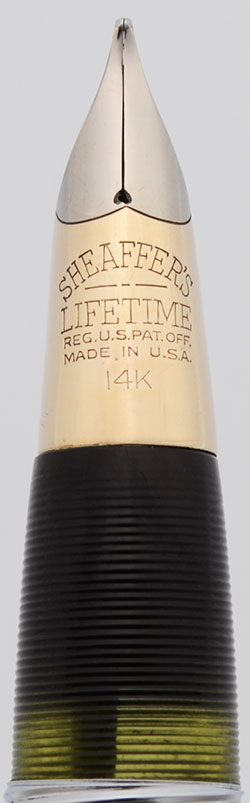 SHEAFFER'S
LIFETIME
REG.U.S.PAT.OFF.
MADE IN U.S.A.
14K